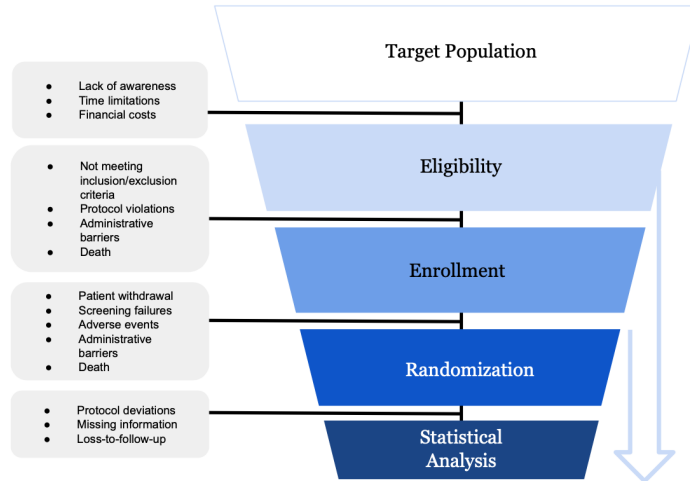 Target Population
● Lack of awareness
● Time limitations
● Financial costs
Eligibility
● Not meeting
inclusion/exclusion
criteria
● Protocol violations
● Administrative
barriers
● Death
Enrollment
● Patient withdrawal
● Screening failures
● Adverse events
● Administrative
barriers
● Death
Randomization
● Protocol deviations
● Missing information
● Loss-to-follow-up
Statistical
Analysis